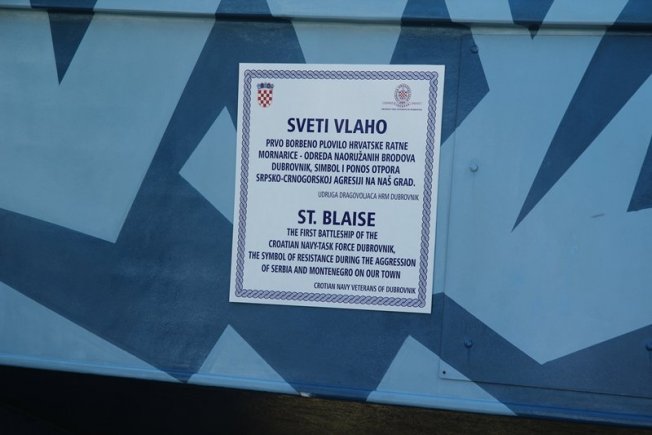 SVETI VLAHO
PRVO BORBENO PLOVILO HRVATSKE RATNE
MORNARICE - ODREDA NAORUŽANIH BRODOVA
DUBROVNIK, SIMBOL I PONOS OTPORA
SRPSKO-CRNOGORSKOJ AGRESIJI NA NAŠ GRAD.
UDRUGA DRAGOVOLJACA HRM DUBROVNIK
ST. BLAISE
THE FIRST BATTLESHIP OF THE
CROATIAN NAVY-TASK FORCE DUBROVNIK,
THE SYMBOL OF RESISTANCE DURING THE AGGRESSION
OF SERBIA AND MONTENEGRO ON OUR TOWN
CROTIAN NAVY VETERANS OF DUBROVNIK